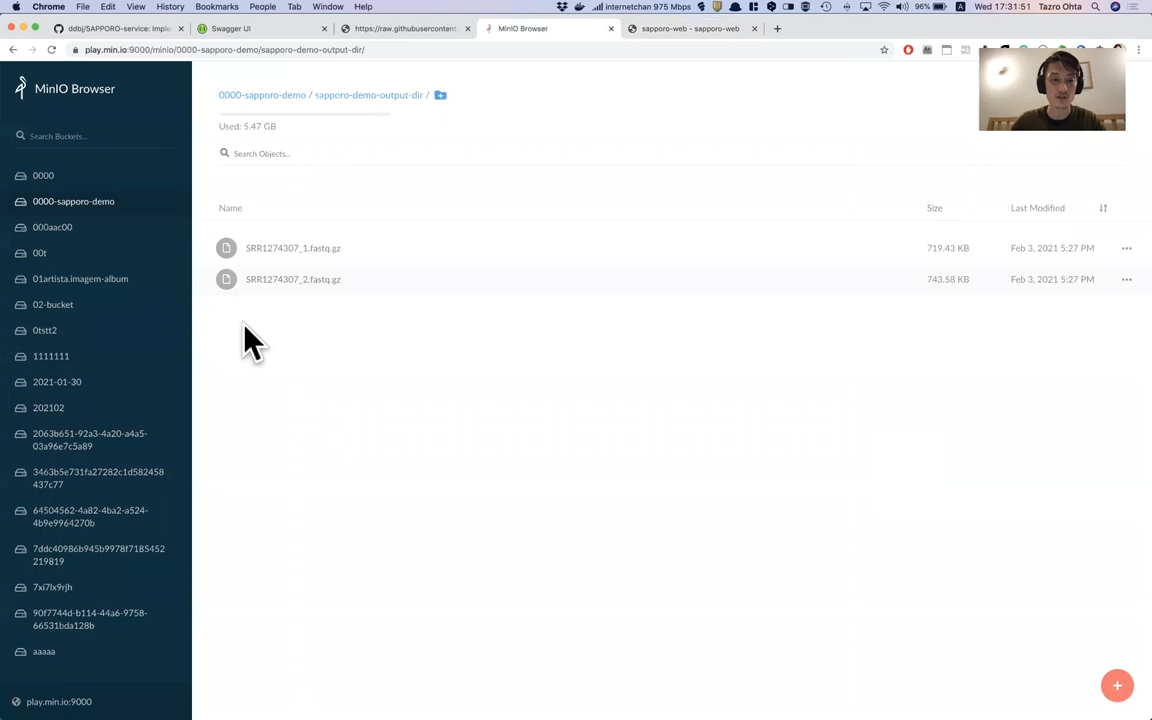 Chrome File Edit View History Bookmarks People Tab Window Help internetchan 975 Mbps 96% Wed 17:31:51 Tazro Ohta
ddbj/SAPPORO-service: Implem Swagger UI https://raw.githubusercontent. MinIO Browser sapporo-web - sapporo-web
play.min.io:9000/minio/0000-sapporo-demo/sapporo-demo-output-dir/
MinIO Browser
Search Buckets...
0000
0000-sapporo-demo
000aac00
00t
01artista.imagem-album
02-bucket
0tstt2
1111111
2021-01-30
202102
2063b651-92a3-4a20-a4a5-
03a96e7c5a89
3463b5e731fa27282c1d582458
437c77
64504562-4a82-4ba2-a524-
4b9e9964270b
7ddc40986b945b9978f7185452
219819
7xi7lx9rjh
90f7744d-b114-44a6-9758-
66531bda128b
aaaaa
play.min.io:9000
0000-sapporo-demo / sapporo-demo-output-dir /
Used: 5.47 GB
Search Objects...
Name Size Last Modified
SRR1274307_1.fastq.gz 719.43 KB Feb 3, 2021 5:27 PM
SRR1274307_2.fastq.gz 743.58 KB Feb 3, 2021 5:27 PM